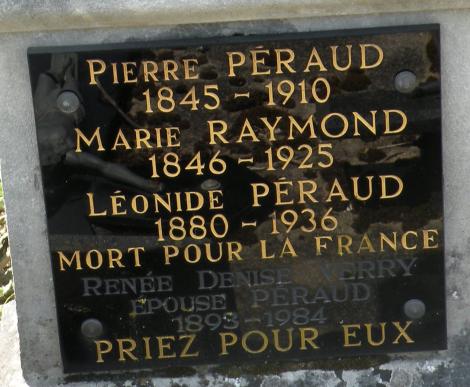 PIERRE PÉRAUD
1845 - 1910
MARIE RAYMOND
1846 - 1925
LÉONIDE PÉRAUD
1880 - 1936
MORT POUR LA FRANCE
RENÉE DENISE VERRY
ÉPOUSE PÉRAUD
1893 - 1984
PRIEZ POUR EUX